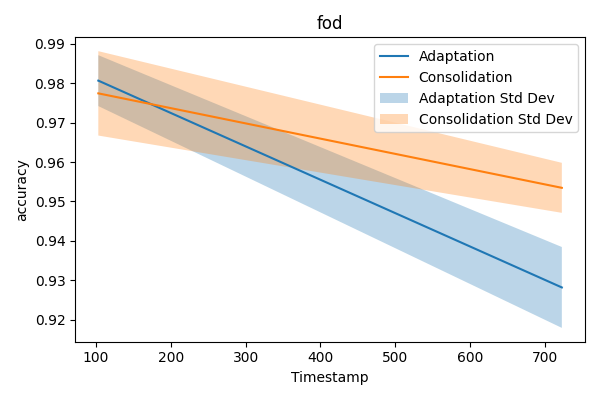 fod
0.99
0.98
0.97
0.96
0.95
0.94
0.93
0.92
accuracy
Adaptation
Consolidation
Adaptation Std Dev
Consolidation Std Dev
100 200 300 400 500 600 700
Timestamp